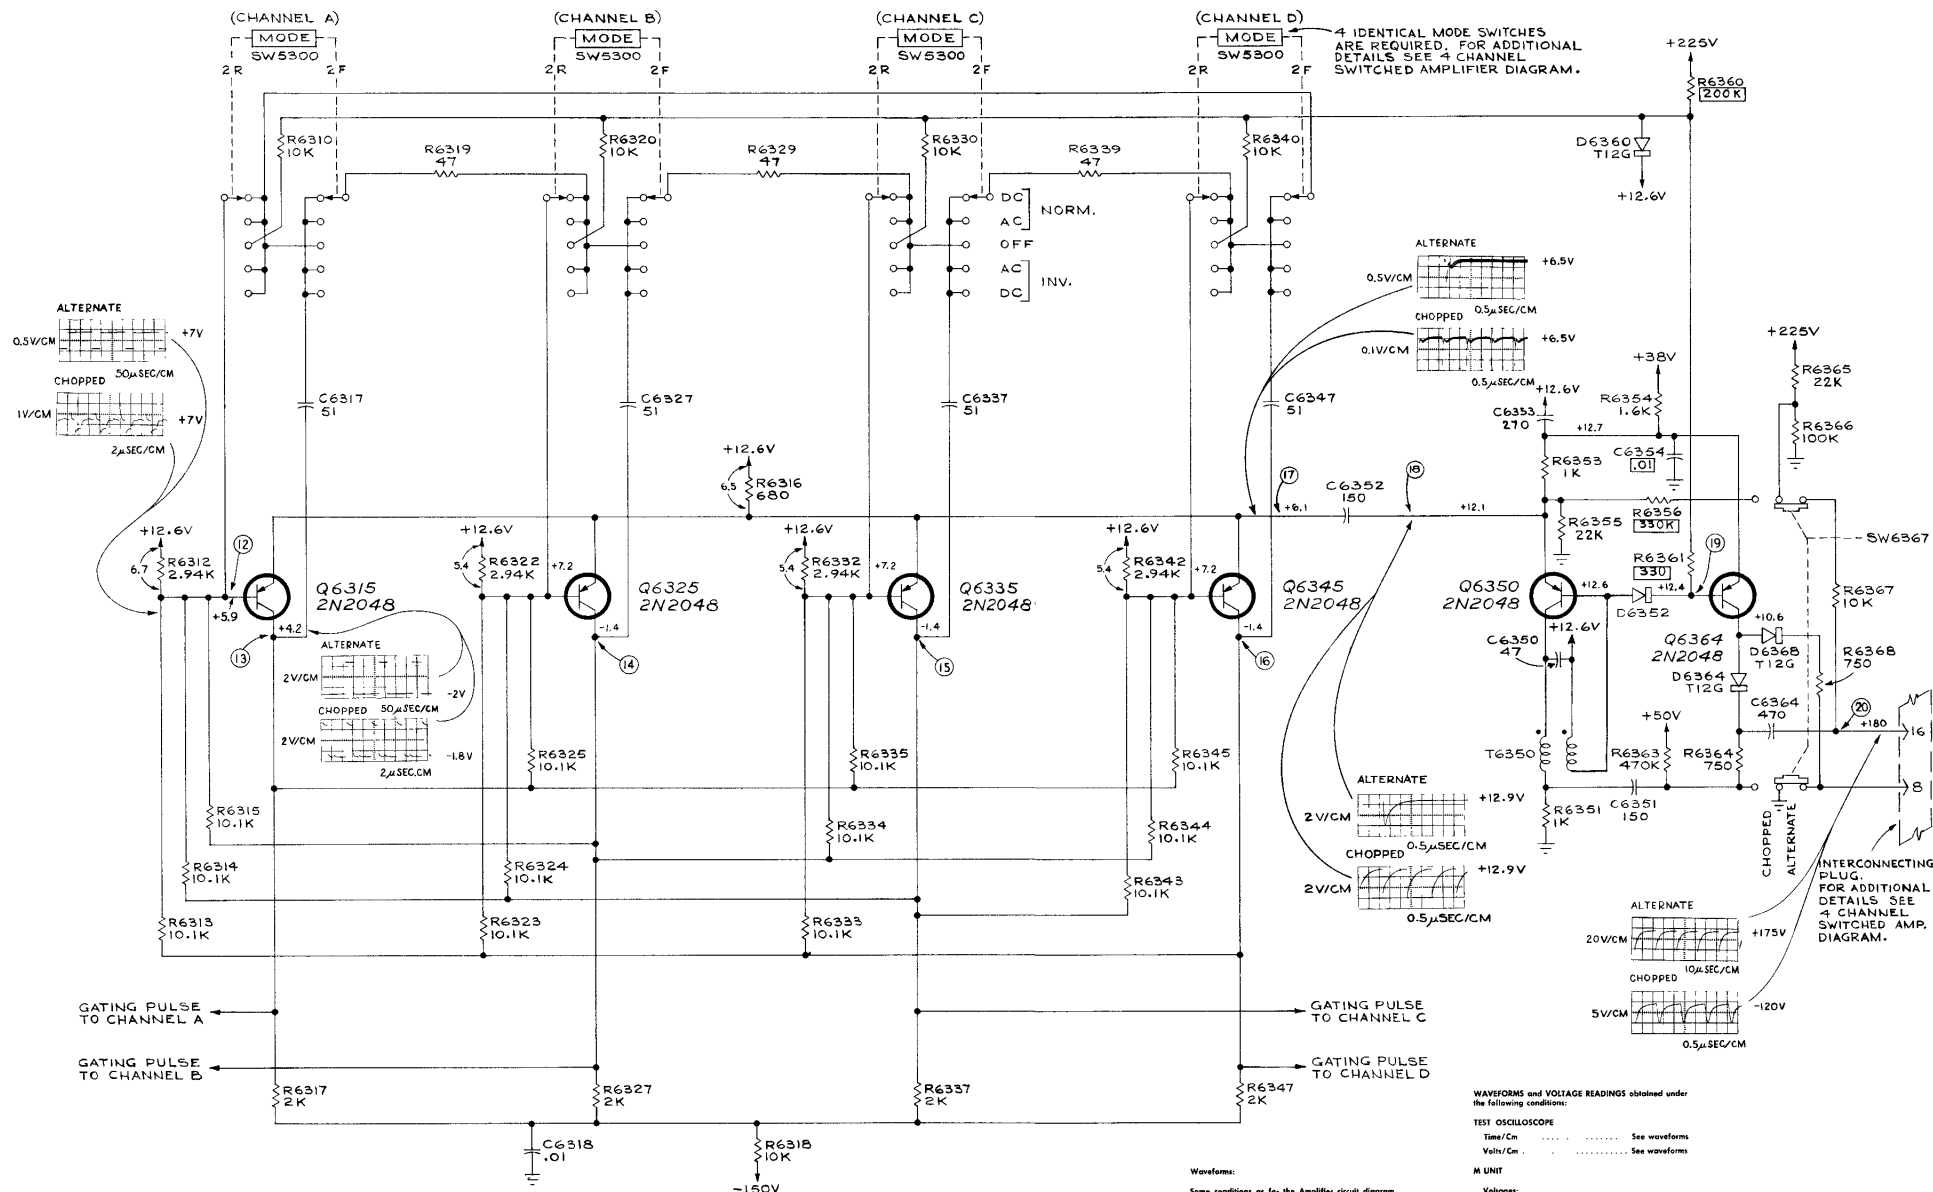 (CHANNEL A)
MODE
SW5300
2R
2F
(CHANNEL B)
MODE
SW5300
2R
2F
(CHANNEL C)
MODE
SW5300
2R
2F
(CHANNEL D)
MODE
SW5300
2R
2F
4 IDENTICAL MODE SWITCHES
ARE REQUIRED. FOR ADDITIONAL
DETAILS SEE 4 CHANNEL
SWITCHED AMPLIFIER DIAGRAM.
+225V
R6360
200K
D6360
T12G
+12.6V
R6310
10K
R6319
47
R6320
10K
R6329
47
R6330
10K
R6339
47
R6340
10K
DC
AC
NORM.
OFF
AC
DC
INV.
ALTERNATE
0.5V/CM
+7V
50µSEC/CM
CHOPPED
1V/CM
+7V
2µSEC/CM
C6317
51
C6327
51
C6337
51
C6347
51
ALTERNATE
0.5V/CM
+6.5V
0.5µSEC/CM
CHOPPED
0.1V/CM
+6.5V
0.5µSEC/CM
+225V
R6365
22K
R6366
100K
+38V
R6354
1.6K
+12.6V
C6353
270
+12.7
R6353
1K
C6354
.01
+12.6V
6.5
R6316
680
17
+6.1
C6352
150
18
+12.1
R6355
22K
R6356
330K
SW6367
R6361
330
19
+12.6V
6.7
R6312
2.94K
12
+5.9
Q6315
2N2048
13
+4.2
+12.6V
5.4
R6322
2.94K
+7.2
Q6325
2N2048
-1.4
14
+12.6V
5.4
R6332
2.94K
+7.2
Q6335
2N2048
-1.4
15
+12.6V
5.4
R6342
2.94K
+7.2
Q6345
2N2048
-1.4
16
Q6350
2N2048
+12.6
D6352
+12.4
+12.6V
C6350
47
Q6364
2N2048
+10.6
D6368
T12G
D6364
T12G
R6367
10K
R6368
750
ALTERNATE
2V/CM
-2V
50µSEC/CM
CHOPPED
2V/CM
-1.8V
2µSEC.CM
T6350
+50V
R6363
470K
R6364
750
C6364
470
20
+180
16
8
R6351
1K
C6351
150
CHOPPED
ALTERNATE
R6325
10.1K
R6335
10.1K
R6345
10.1K
R6315
10.1K
R6334
10.1K
R6344
10.1K
R6314
10.1K
R6324
10.1K
R6343
10.1K
R6313
10.1K
R6323
10.1K
R6333
10.1K
ALTERNATE
2V/CM
+12.9V
0.5µSEC/CM
CHOPPED
2V/CM
+12.9V
0.5µSEC/CM
INTERCONNECTING
PLUG.
FOR ADDITIONAL
DETAILS SEE
4 CHANNEL
SWITCHED AMP.
DIAGRAM.
ALTERNATE
20V/CM
+175V
10µSEC/CM
CHOPPED
5V/CM
-120V
0.5µSEC/CM
GATING PULSE
TO CHANNEL A
GATING PULSE
TO CHANNEL B
GATING PULSE
TO CHANNEL C
GATING PULSE
TO CHANNEL D
R6317
2K
R6327
2K
R6337
2K
R6347
2K
C6318
.01
R6318
10K
-150V
WAVEFORMS and VOLTAGE READINGS obtained under
the following conditions:
TEST OSCILLOSCOPE
Time/Cm ............ See waveforms
Volts/Cm ............ See waveforms
M UNIT
Waveforms:
Same conditions as for the Amplifier circuit diagram
Voltages: